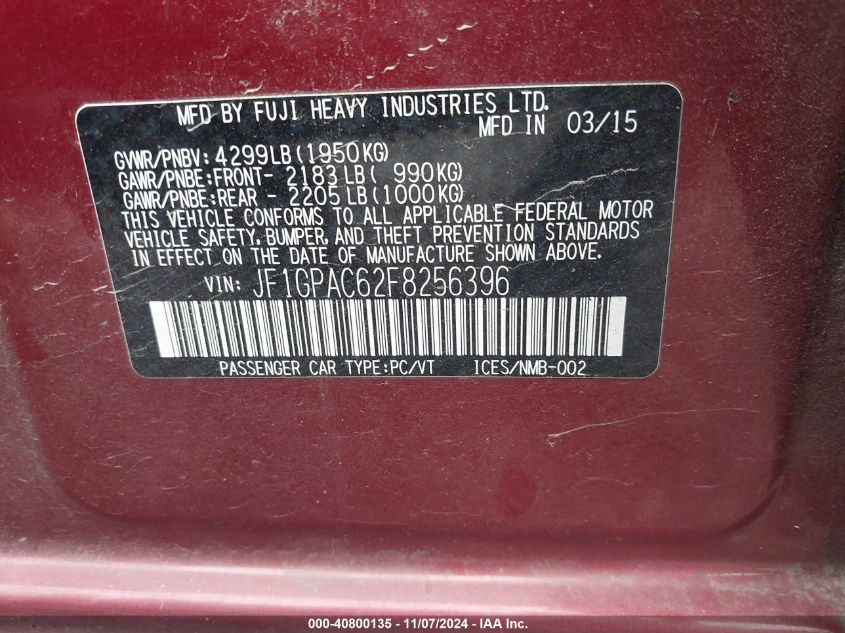 MFD BY FUJI HEAVY INDUSTRIES LTD.
MFD IN 03/15
GVWR/PNBV: 4299LB (1950KG)
GAWR/PNBE: FRONT- 2183 LB ( 990KG)
GAWR/PNBE: REAR - 2205 LB (1000KG)
THIS VEHICLE CONFORMS TO ALL APPLICABLE FEDERAL MOTOR
VEHICLE SAFETY, BUMPER, AND THEFT PREVENTION STANDARDS
IN EFFECT ON THE DATE OF MANUFACTURE SHOWN ABOVE.
VIN: JF1GPAC62F8256396
PASSENGER CAR TYPE: PC/VT ICES/NMB-002
000-40800135 - 11/07/2024 - IAA Inc.